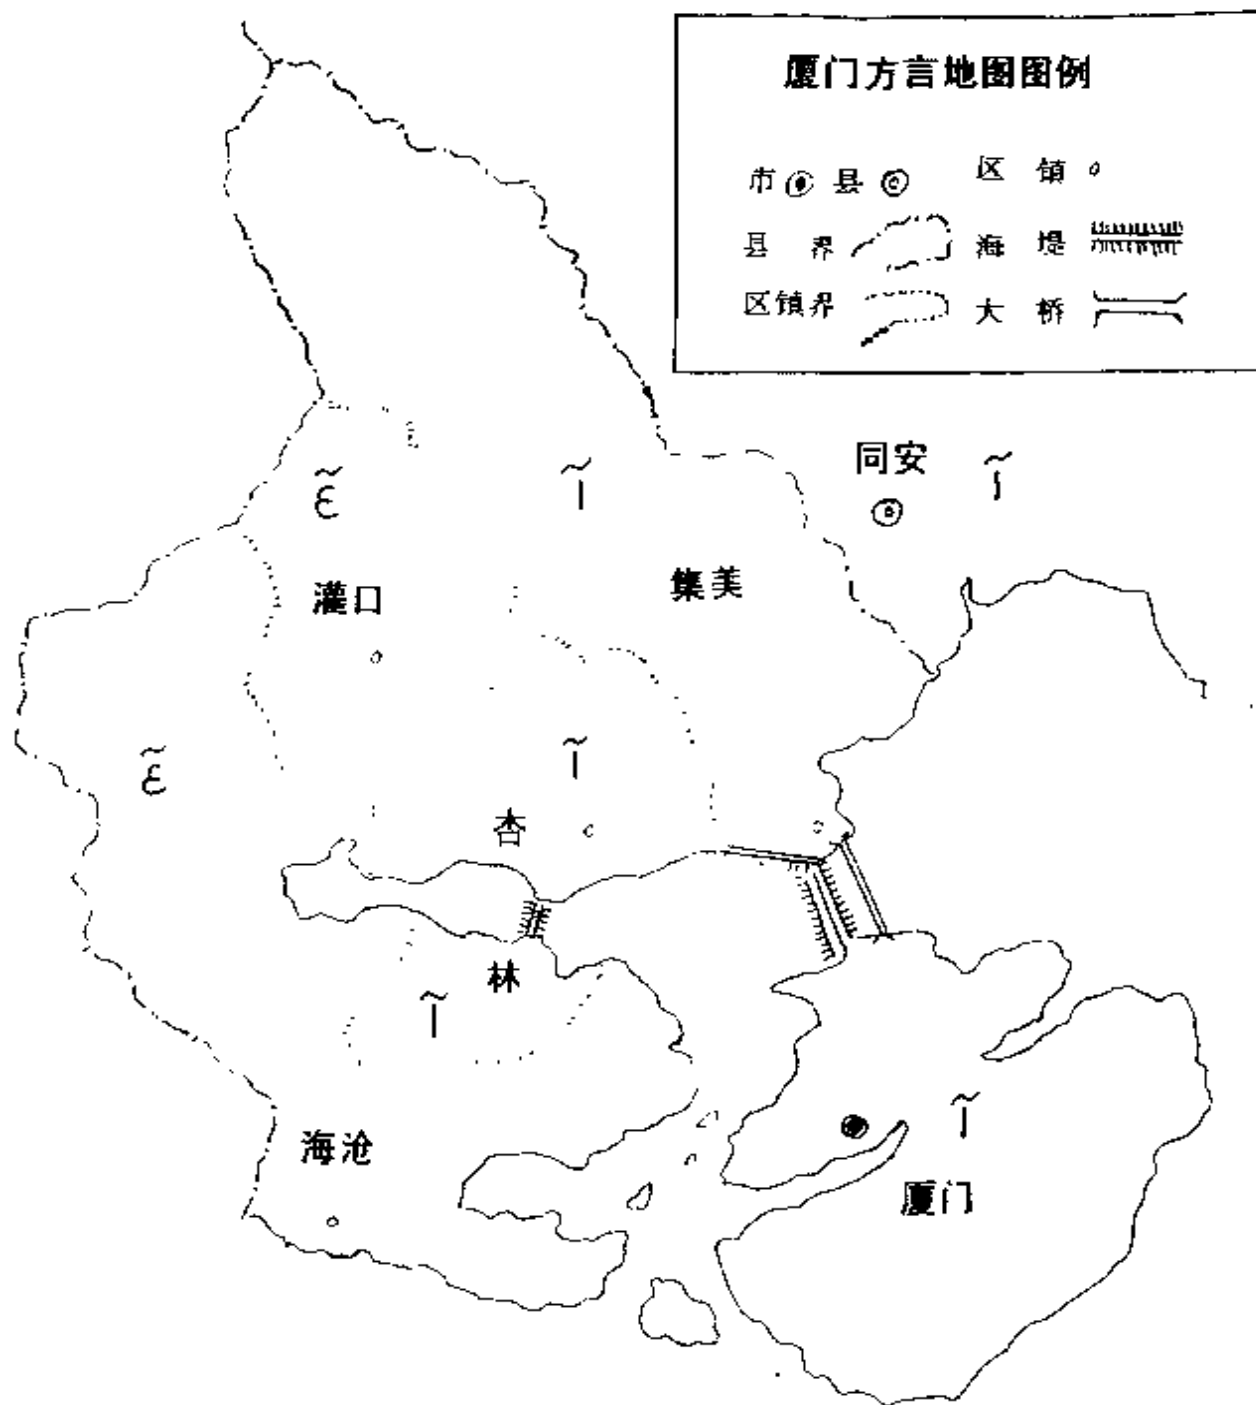 厦门方言地图图例
市 县 区镇
县界 海堤
区镇界 大桥
同安 ĩ
ɛ̃ ĩ
灌口 集美
ɛ̃ ĩ
杏
林
ĩ
海沧
ĩ
厦门